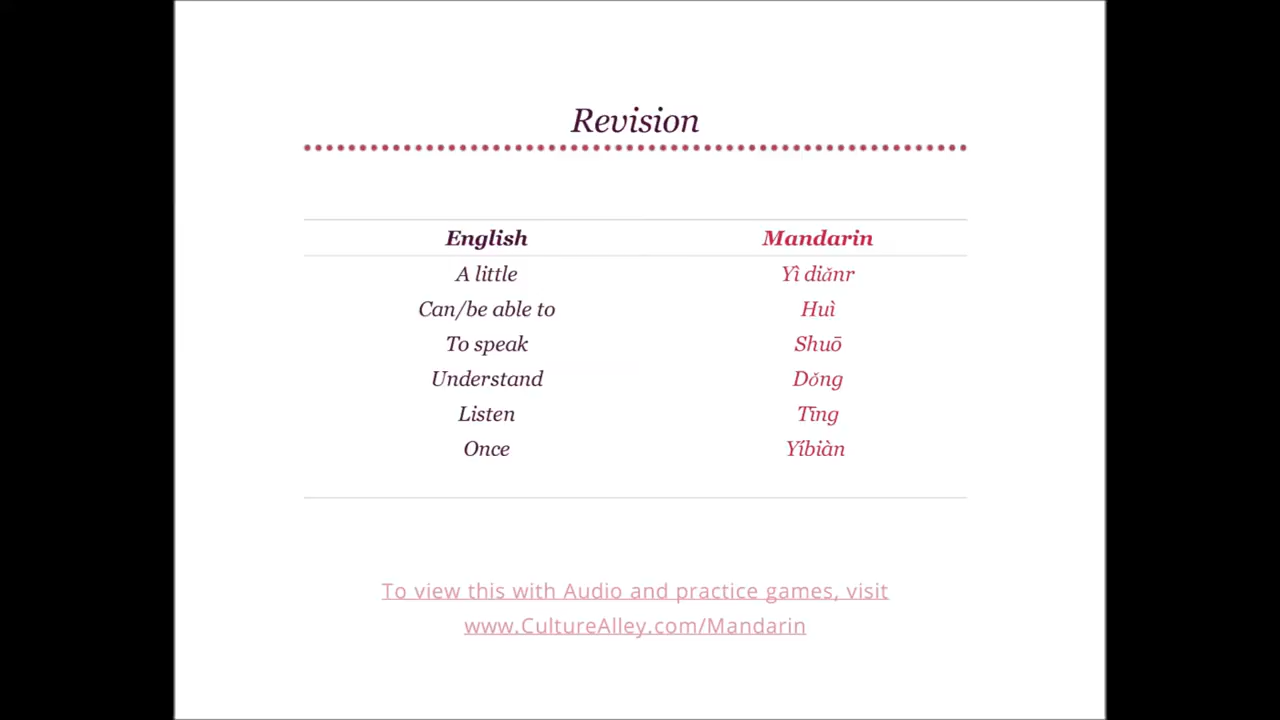 Revision
English Mandarin
A little Yì diǎnr
Can/be able to Huì
To speak Shuō
Understand Dǒng
Listen Tīng
Once Yíbiàn
To view this with Audio and practice games, visit
www.CultureAlley.com/Mandarin